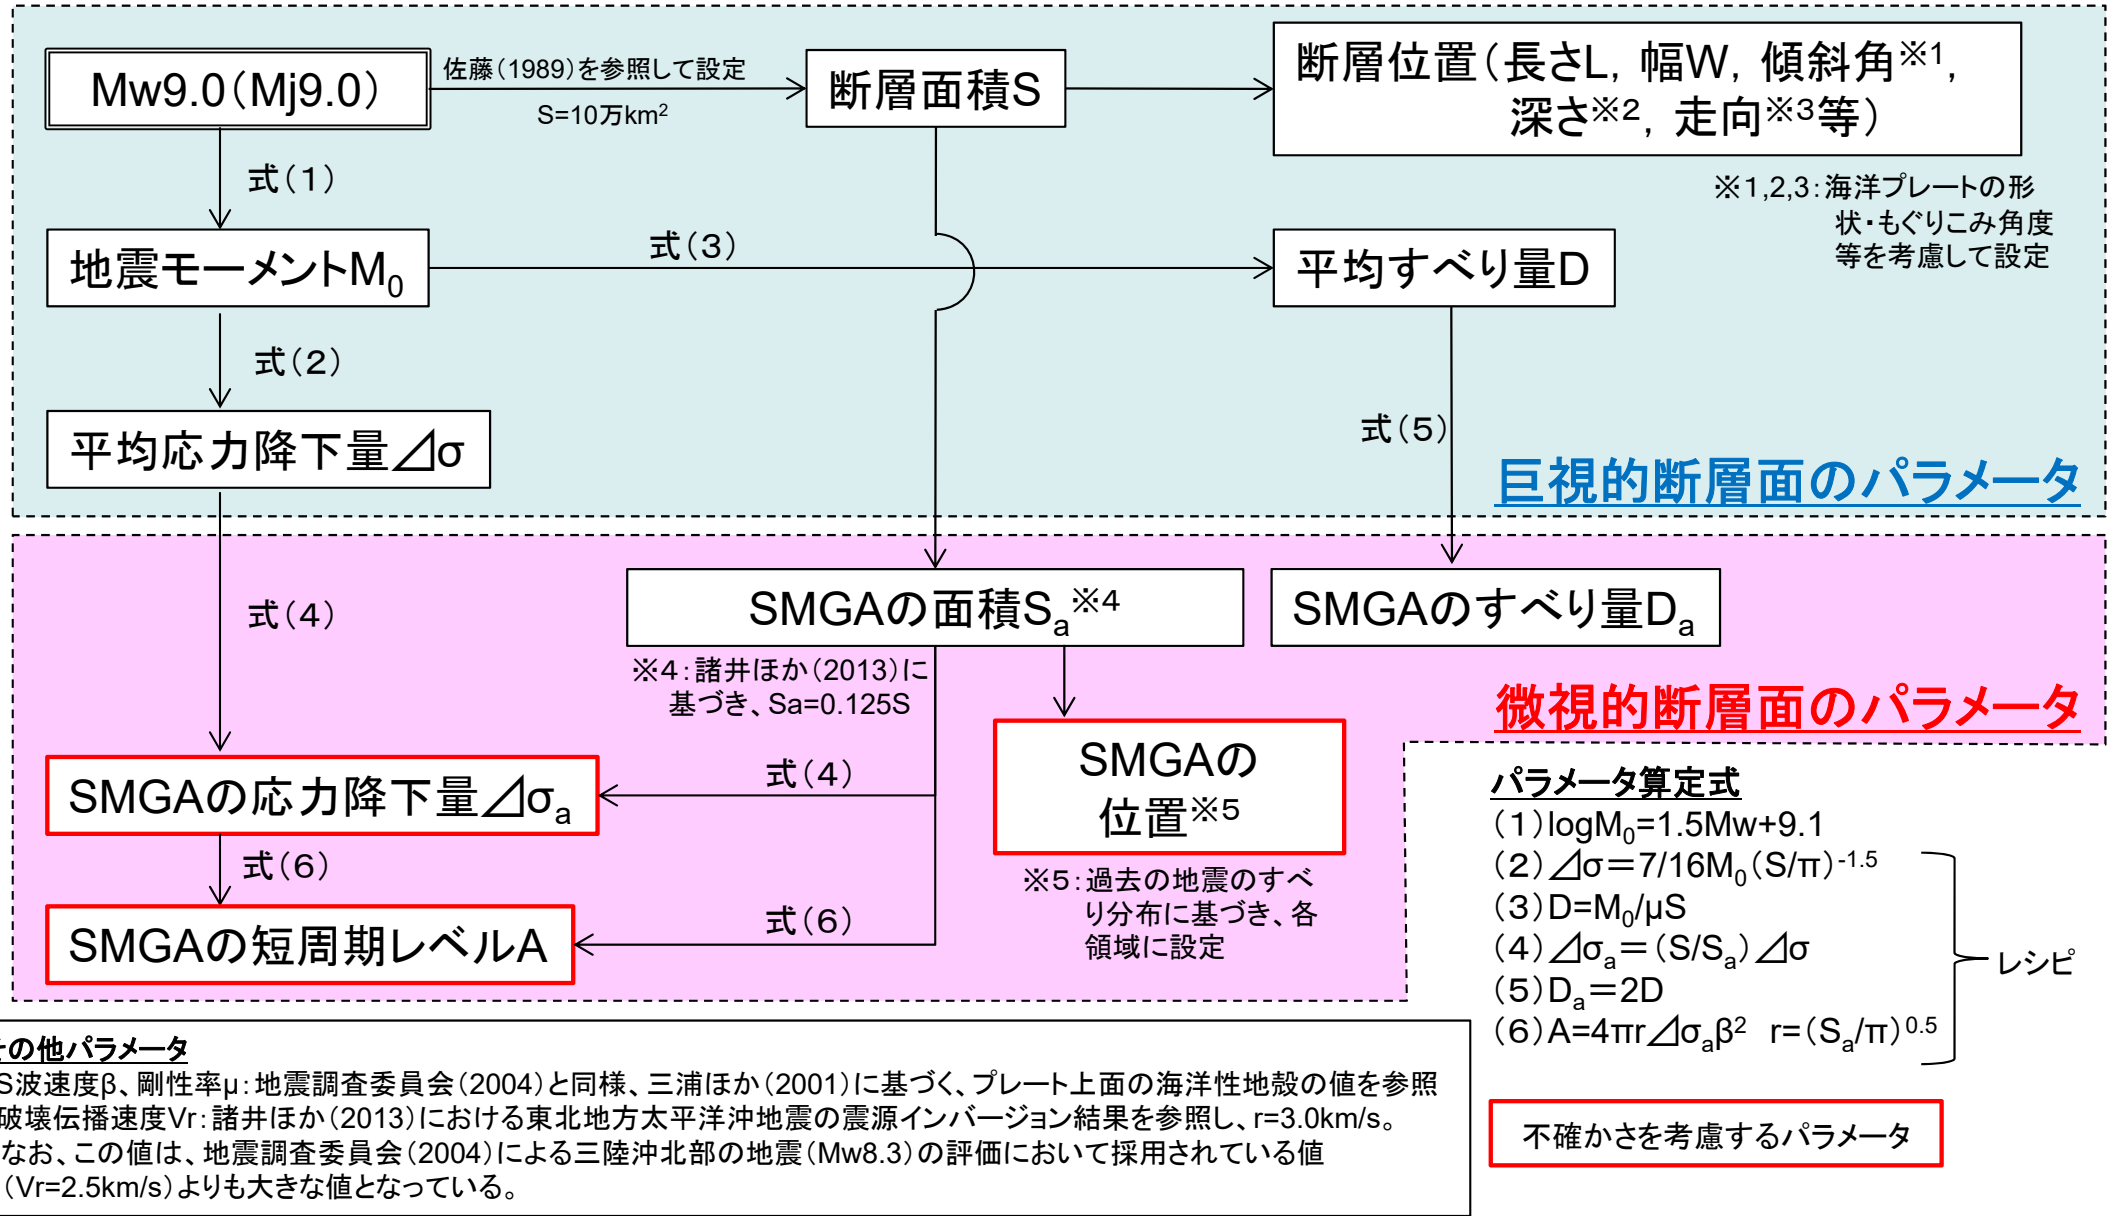 Mw9.0(Mj9.0)
佐藤(1989)を参照して設定
S=10万km²
断層面積S
断層位置(長さL, 幅W, 傾斜角※1,
深さ※2, 走向※3等)
※1,2,3:海洋プレートの形
状・もぐりこみ角度
等を考慮して設定
式(1)
地震モーメントM₀
式(3)
平均すべり量D
式(2)
平均応力降下量⊿σ
式(5)
巨視的断層面のパラメータ
式(4)
SMGAの面積Sa※4
SMGAのすべり量Da
※4:諸井ほか(2013)に
基づき、Sa=0.125S
微視的断層面のパラメータ
SMGAの応力降下量⊿σa
式(4)
SMGAの
位置※5
式(6)
※5:過去の地震のすべ
り分布に基づき、各
領域に設定
SMGAの短周期レベルA
式(6)
パラメータ算定式
(1)logM₀=1.5Mw+9.1
(2)⊿σ=7/16M₀(S/π)-1.5
(3)D=M₀/μS
(4)⊿σa=(S/Sa)⊿σ
(5)Da=2D
(6)A=4πr⊿σaβ² r=(Sa/π)0.5
レシピ
の他パラメータ
S波速度β、剛性率μ:地震調査委員会(2004)と同様、三浦ほか(2001)に基づく、プレート上面の海洋性地殻の値を参照
破壊伝播速度Vr:諸井ほか(2013)における東北地方太平洋沖地震の震源インバージョン結果を参照し、r=3.0km/s。
なお、この値は、地震調査委員会(2004)による三陸沖北部の地震(Mw8.3)の評価において採用されている値
(Vr=2.5km/s)よりも大きな値となっている。
不確かさを考慮するパラメータ